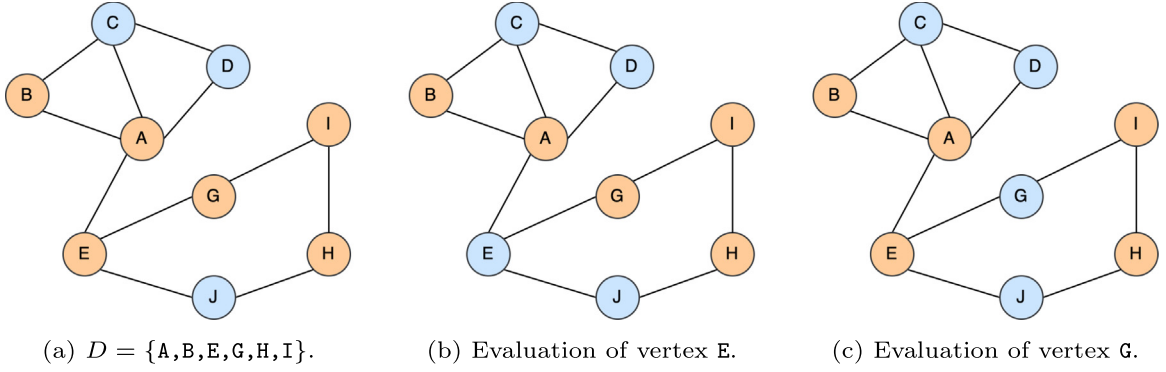 C
D
B
A
I
G
E
H
J
(a) D = {A,B,E,G,H,I}.
C
D
B
A
I
G
E
H
J
(b) Evaluation of vertex E.
C
D
B
A
I
G
E
H
J
(c) Evaluation of vertex G.